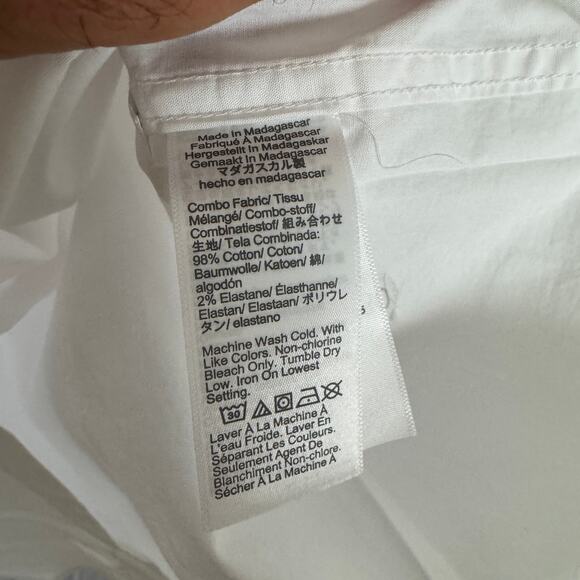 Made In Madagascar
Fabriqué À Madagascar
Hergestellt In Madagaskar
Gemaakt In Madagascar
マダガスカル製
hecho en madagascar
Combo Fabric/ Tissu
Mélangé/ Combo-stoff/
Combinatiestof/ 組み合わ
生地/ Tela Combinada:
98% Cotton/ Coton/
Baumwolle/ Katoen/ 綿/
algodón
2% Elastane/ Élasthanne/
Elastan/ Elastaan/ ポリウレ
タン/ elastano
Machine Wash Cold. With
Like Colors. Non-chlorine
Bleach Only. Tumble Dry
Low. Iron On Lowest
Setting.
30
Laver À La Machine À
L'eau Froide. Laver En
Séparant Les Couleurs.
Seulement Agent De
Blanchiment Non-chlore.
Sécher À La Machine À